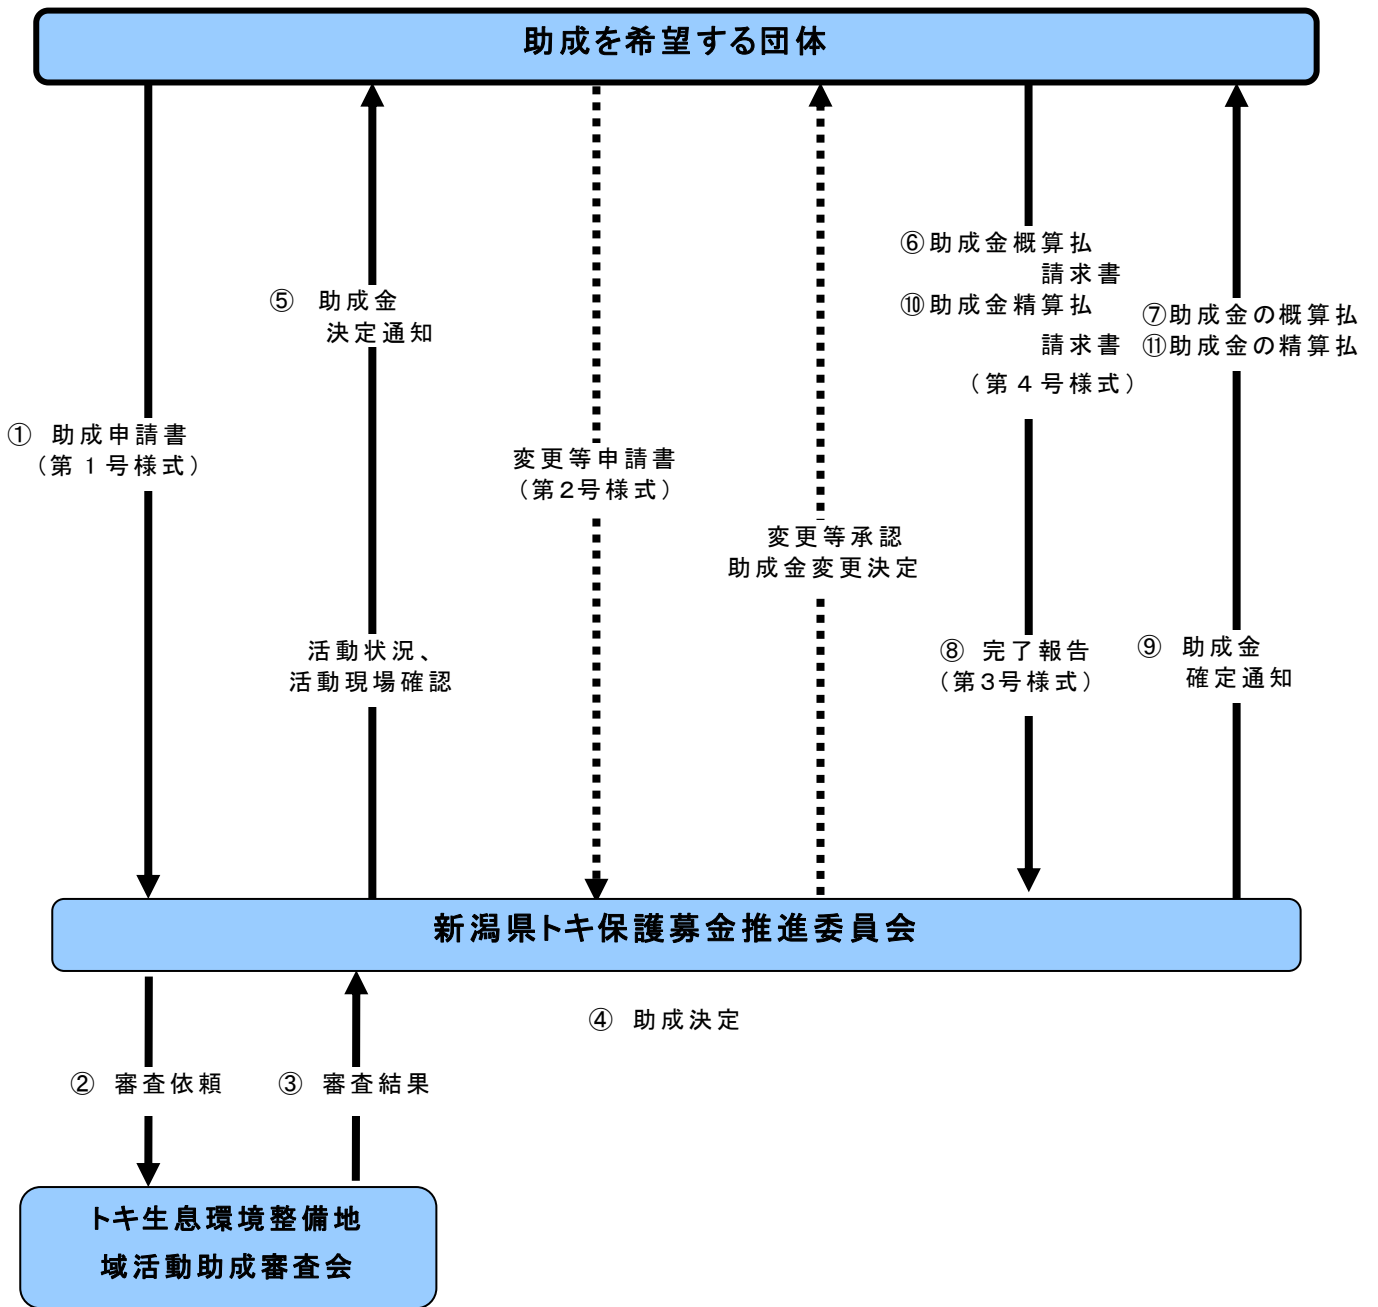 助成を希望する団体
⑥助成金概算払
請求書
⑩助成金精算払
請求書
（第４号様式）
⑤ 助成金
決定通知
⑦助成金の概算払
⑪助成金の精算払
① 助成申請書
（第１号様式）
変更等申請書
（第2号様式）
変更等承認
助成金変更決定
活動状況、
活動現場確認
⑧ 完了報告
（第3号様式）
⑨ 助成金
確定通知
新潟県トキ保護募金推進委員会
④ 助成決定
② 審査依頼
③ 審査結果
トキ生息環境整備地
域活動助成審査会